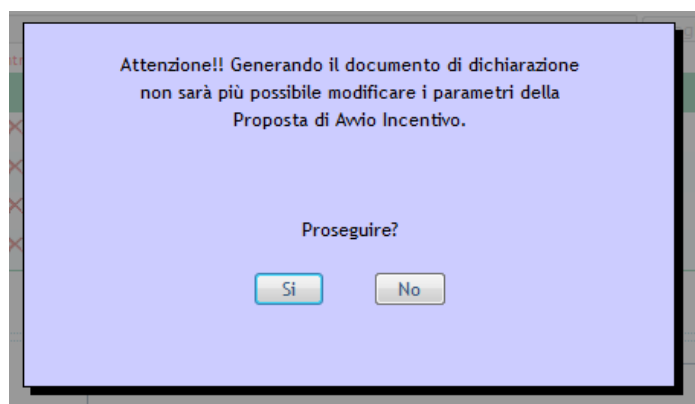 Attenzione!! Generando il documento di dichiarazione
non sarà più possibile modificare i parametri della
Proposta di Avvio Incentivo.
Proseguire?
Si
No